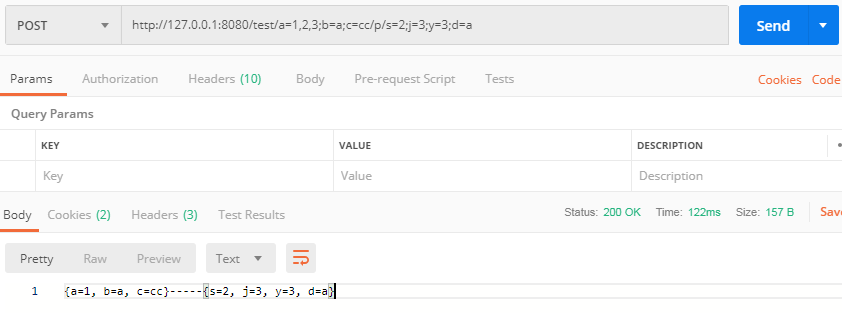 POST http://127.0.0.1:8080/test/a=1,2,3;b=a;c=cc/p/s=2;j=3;y=3;d=a Send
Params Authorization Headers (10) Body Pre-request Script Tests Cookies Code
Query Params
KEY VALUE DESCRIPTION
Key Value Description
Body Cookies (2) Headers (3) Test Results Status: 200 OK Time: 122ms Size: 157 B Save
Pretty Raw Preview Text
1 {a=1, b=a, c=cc}-----{s=2, j=3, y=3, d=a}